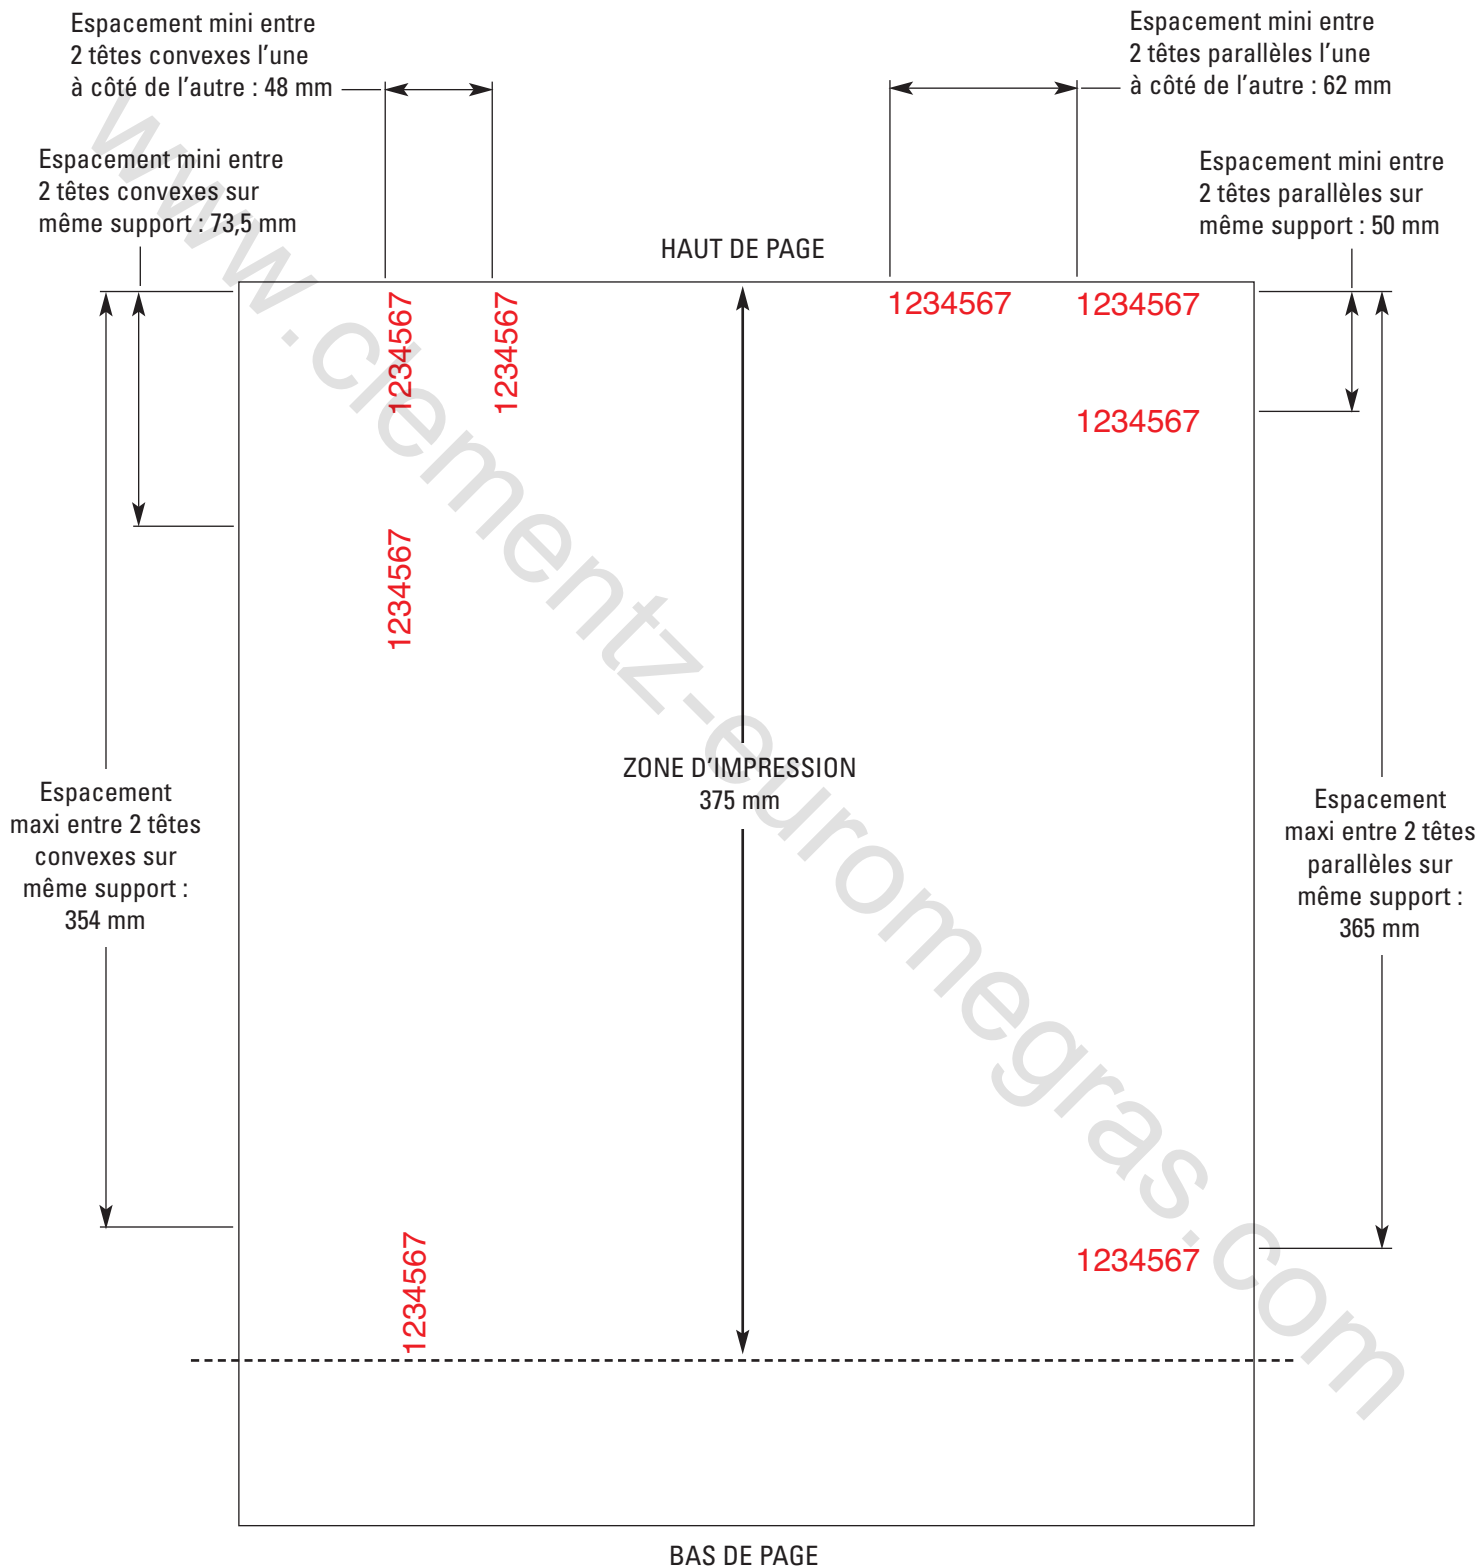 Espacement mini entre
2 têtes convexes l'une
à côté de l'autre : 48 mm
Espacement mini entre
2 têtes parallèles l'une
à côté de l'autre : 62 mm
Espacement mini entre
2 têtes convexes sur
même support : 73,5 mm
Espacement mini entre
2 têtes parallèles sur
même support : 50 mm
HAUT DE PAGE
1234567
1234567
1234567
1234567
1234567
1234567
ZONE D'IMPRESSION
375 mm
Espacement
maxi entre 2 têtes
convexes sur
même support :
354 mm
Espacement
maxi entre 2 têtes
parallèles sur
même support :
365 mm
1234567
1234567
BAS DE PAGE
www.clementz-euromegras.com